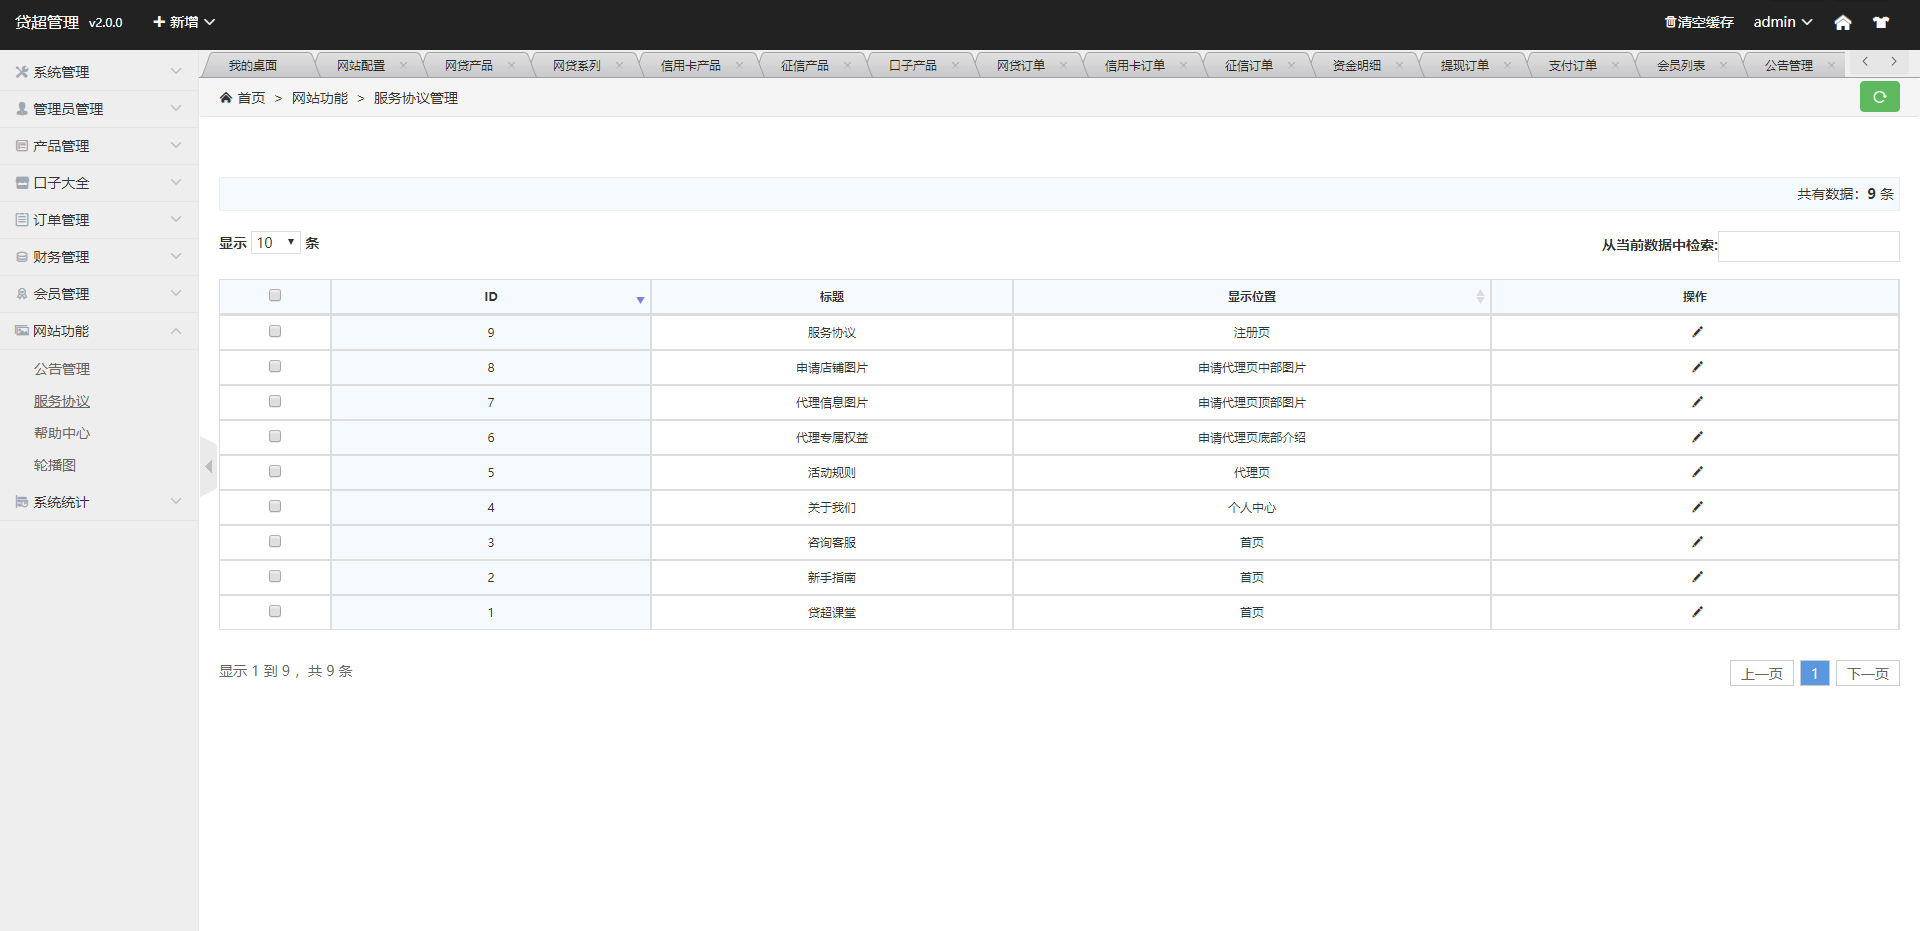 贷超管理 v2.0.0 新增 清空缓存 admin
我的桌面 网站配置 网贷产品 网贷系列 信用卡产品 征信产品 口子产品 网贷订单 信用卡订单 征信订单 资金明细 提现订单 支付订单 会员列表 公告管理
系统管理
管理员管理
产品管理
口子大全
订单管理
财务管理
会员管理
网站功能
公告管理
服务协议
帮助中心
轮播图
系统统计
首页 > 网站功能 > 服务协议管理
共有数据：9 条
显示 10 条 从当前数据中检索:
ID 标题 显示位置 操作
9 服务协议 注册页
8 申请店铺图片 申请代理页中部图片
7 代理信息图片 申请代理页顶部图片
6 代理专属权益 申请代理页底部介绍
5 活动规则 代理页
4 关于我们 个人中心
3 咨询客服 首页
2 新手指南 首页
1 贷超课堂 首页
显示 1 到 9 ，共 9 条 上一页 1 下一页